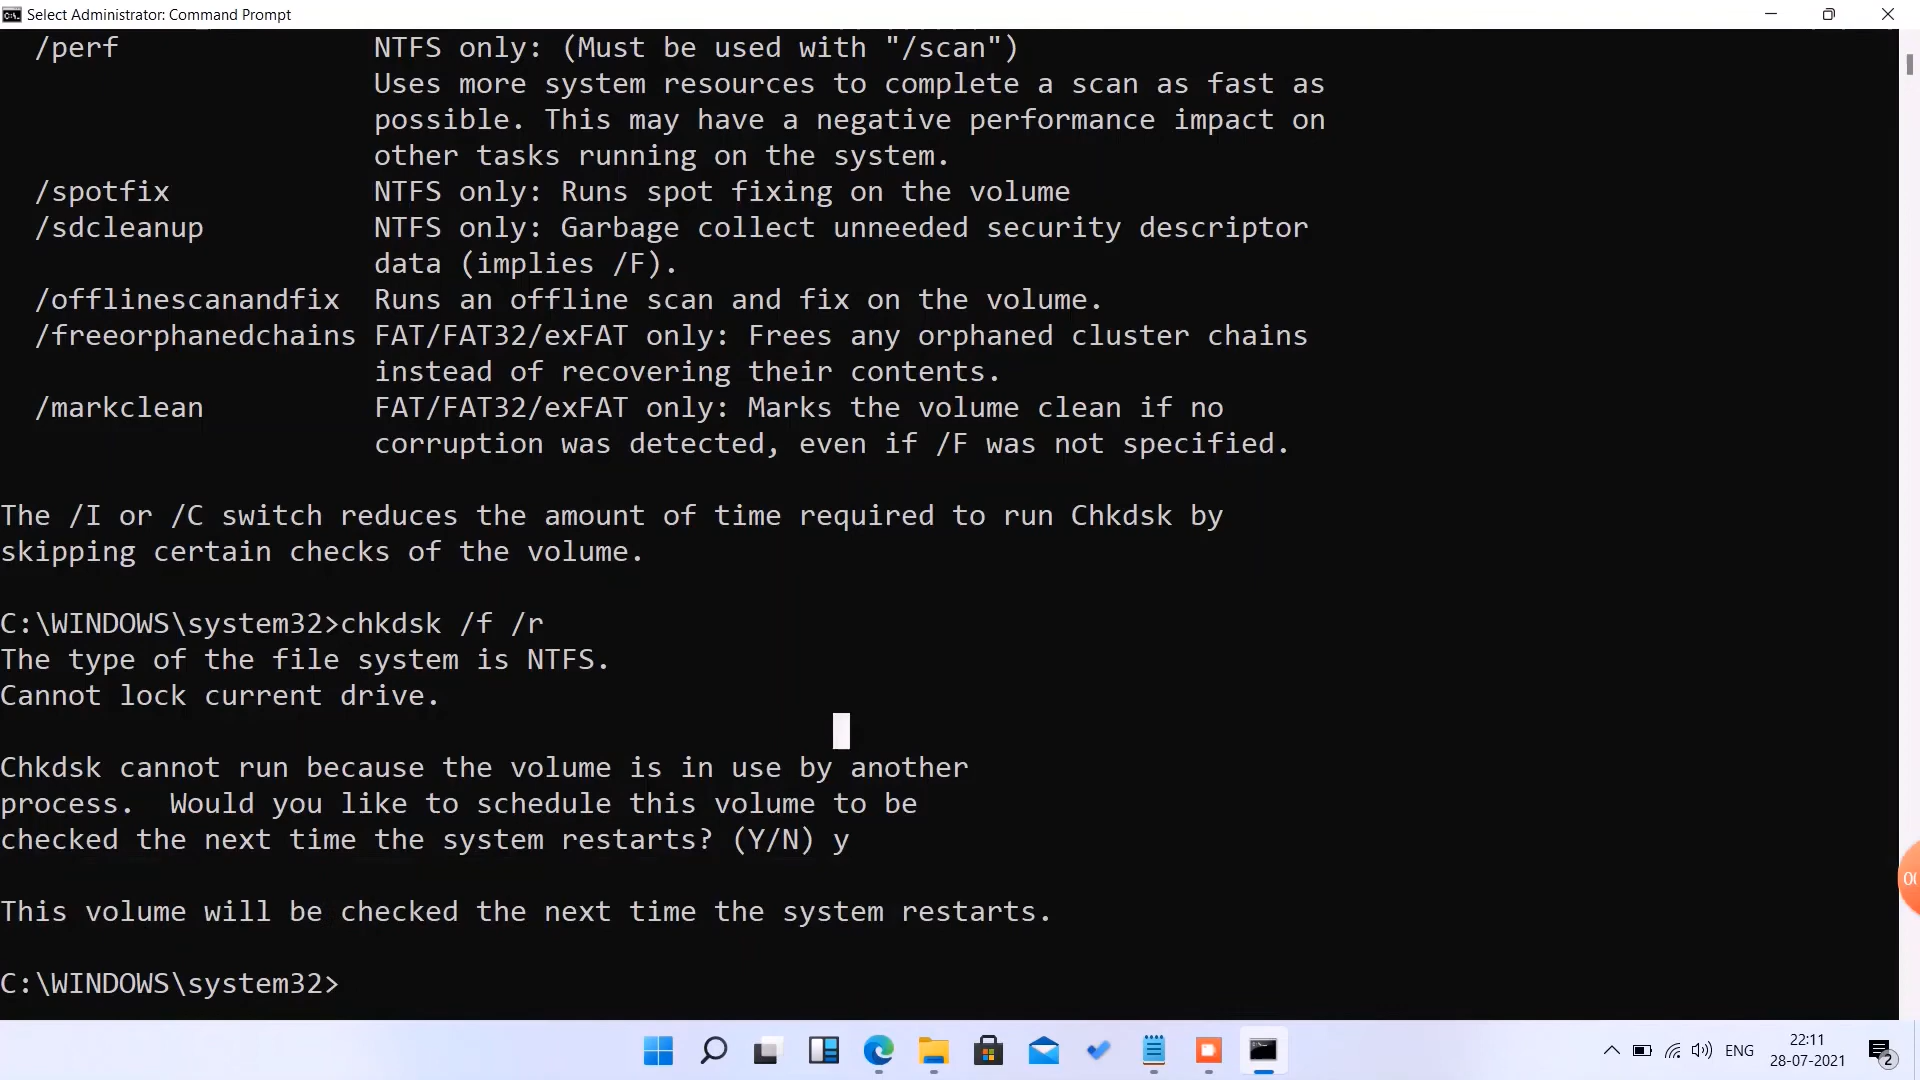 Select Administrator: Command Prompt
/perf NTFS only: (Must be used with "/scan")
Uses more system resources to complete a scan as fast as
possible. This may have a negative performance impact on
other tasks running on the system.
/spotfix NTFS only: Runs spot fixing on the volume
/sdcleanup NTFS only: Garbage collect unneeded security descriptor
data (implies /F).
/offlinescanandfix Runs an offline scan and fix on the volume.
/freeorphanedchains FAT/FAT32/exFAT only: Frees any orphaned cluster chains
instead of recovering their contents.
/markclean FAT/FAT32/exFAT only: Marks the volume clean if no
corruption was detected, even if /F was not specified.
The /I or /C switch reduces the amount of time required to run Chkdsk by
skipping certain checks of the volume.
C:\WINDOWS\system32>chkdsk /f /r
The type of the file system is NTFS.
Cannot lock current drive.
Chkdsk cannot run because the volume is in use by another
process.  Would you like to schedule this volume to be
checked the next time the system restarts? (Y/N) y
This volume will be checked the next time the system restarts.
C:\WINDOWS\system32>
ENG
22:11
28-07-2021
2